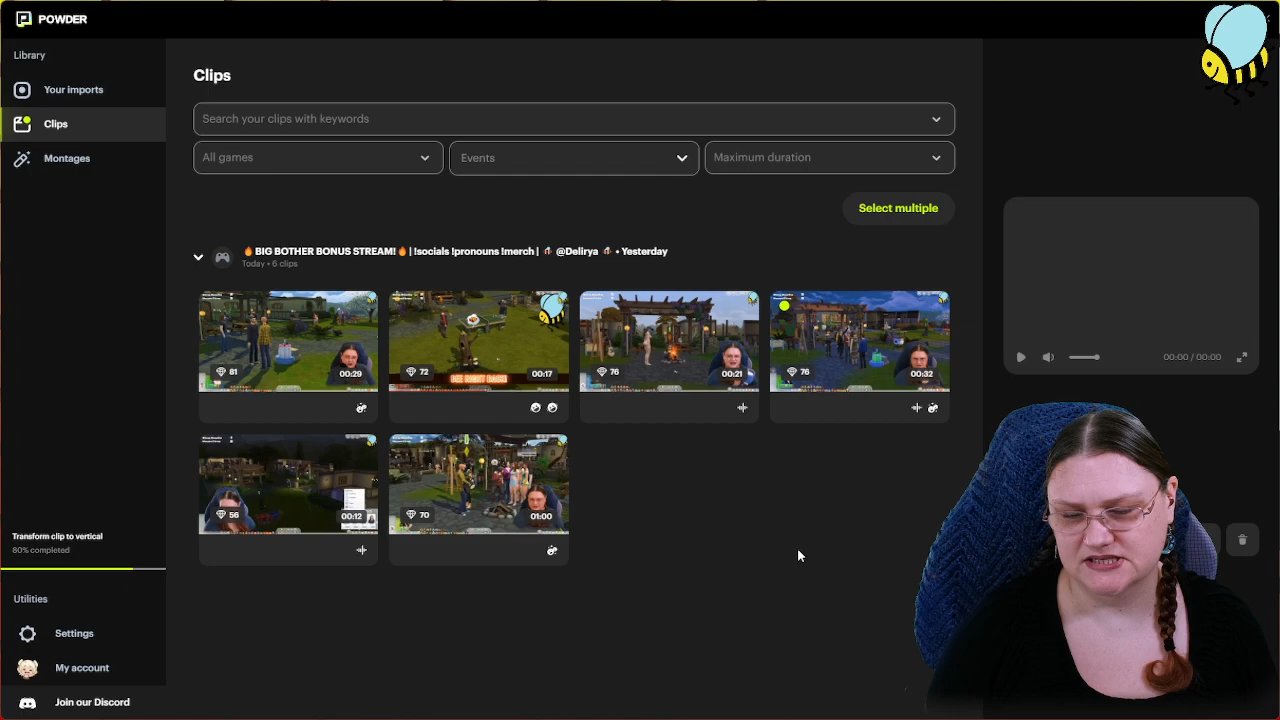 POWDER
Library
Your imports
Clips
Montages
Clips
Search your clips with keywords
All games
Events
Maximum duration
Select multiple
🔥 BIG BOTHER BONUS STREAM! 🔥 | !socials !pronouns !merch | @Delirya • Yesterday
Today • 6 clips
81
00:29
72
BEE RIGHT BACK!
00:17
76
00:21
76
00:32
56
00:12
70
01:00
00:00 / 00:00
Transform clip to vertical
80% completed
Utilities
Settings
My account
Join our Discord